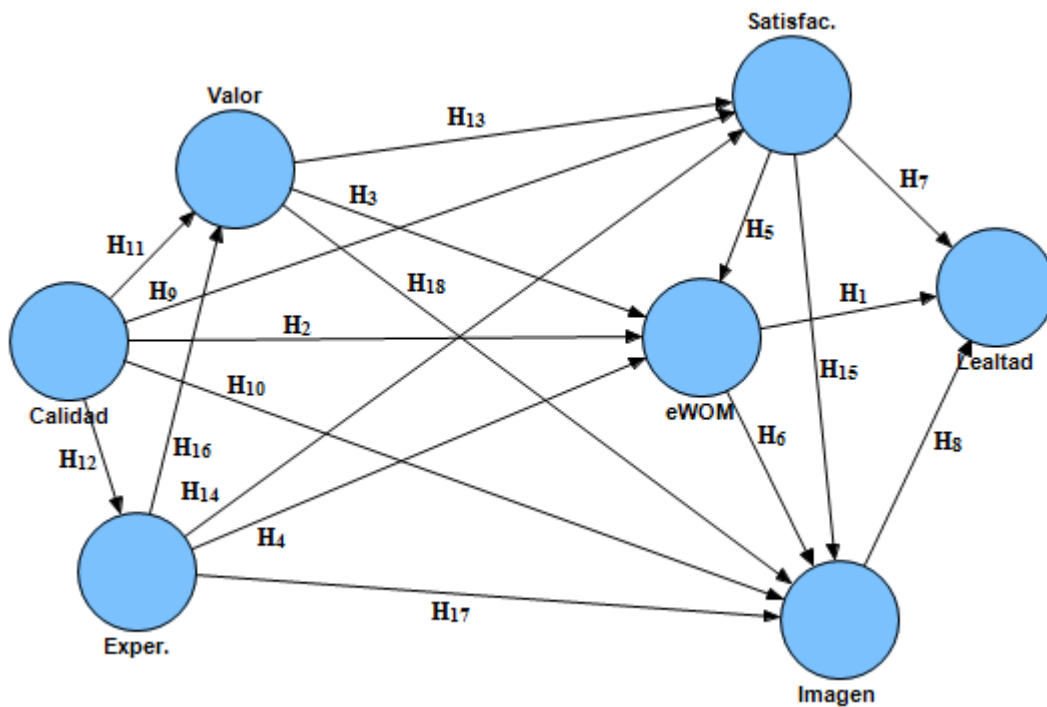 Satisfac.
Valor
H13
H3
H7
H11
H5
H9
H18
H1
H2
H15
Lealtad
H10
Calidad
eWOM
H6
H16
H8
H12
H14
H4
H17
Exper.
Imagen